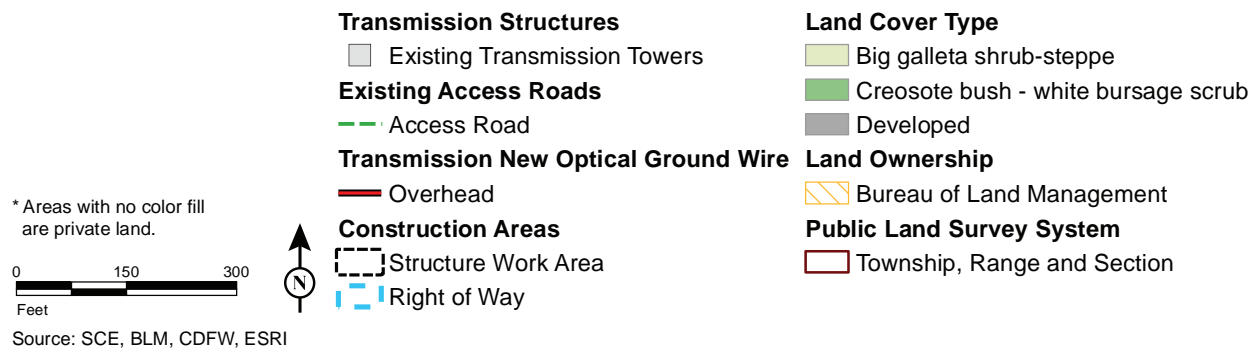 Transmission Structures
Existing Transmission Towers
Existing Access Roads
Access Road
Transmission New Optical Ground Wire
Overhead
Construction Areas
Structure Work Area
Right of Way
Land Cover Type
Big galleta shrub-steppe
Creosote bush - white bursage scrub
Developed
Land Ownership
Bureau of Land Management
Public Land Survey System
Township, Range and Section
* Areas with no color fill
are private land.
0 150 300
Feet
N
Source: SCE, BLM, CDFW, ESRI